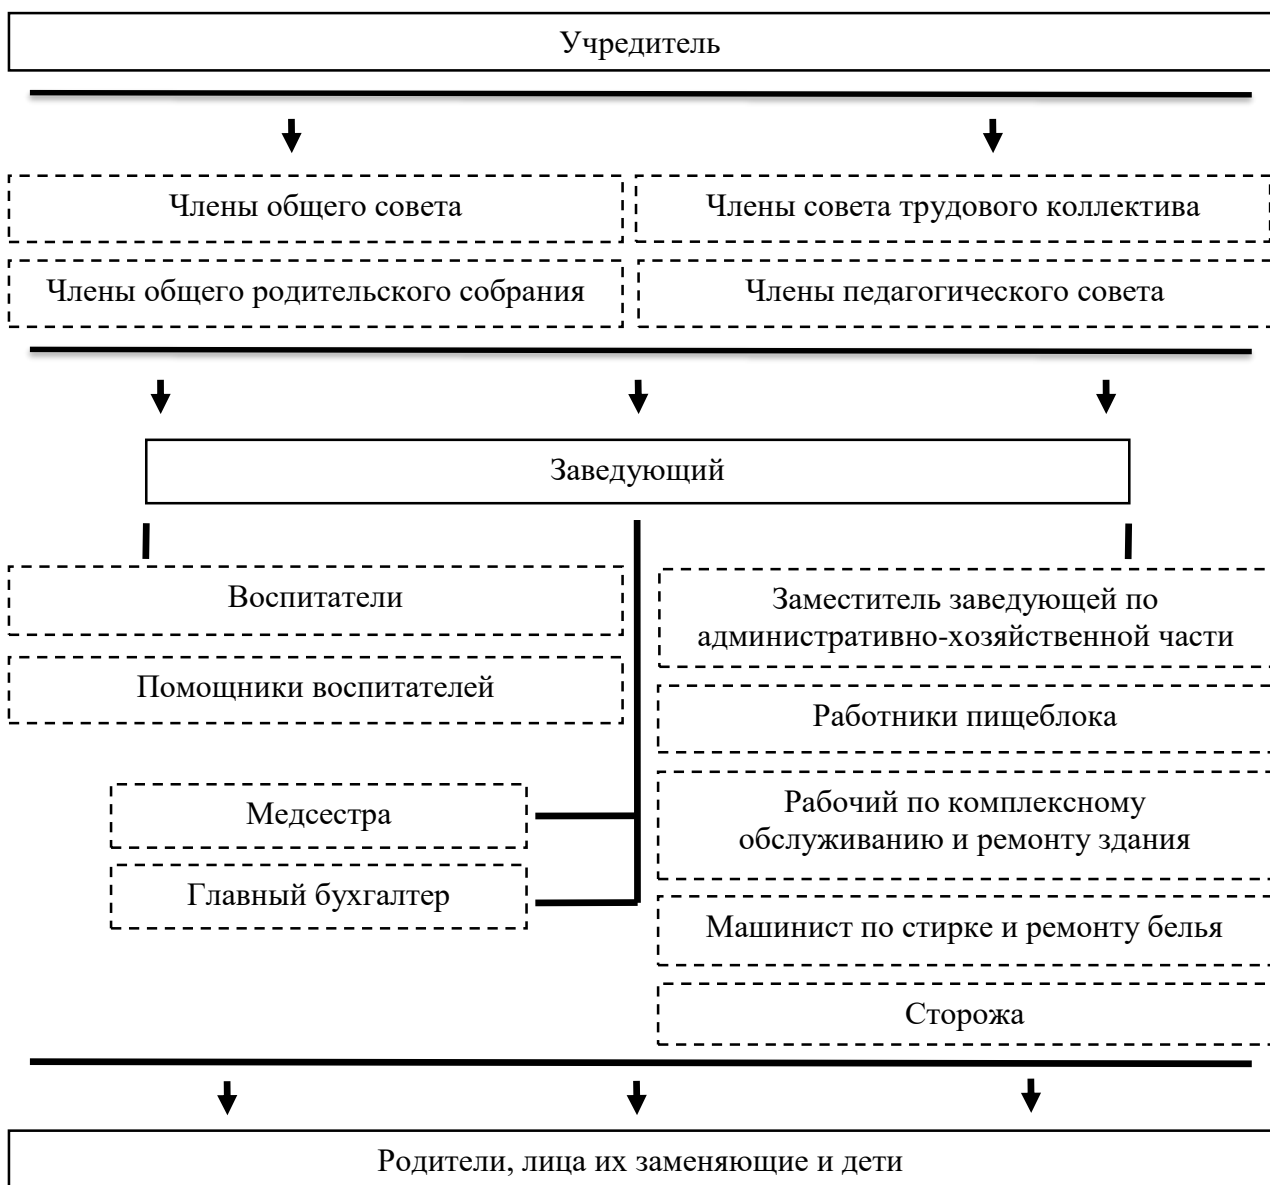 Учредитель
Члены общего совета
Члены совета трудового коллектива
Члены общего родительского собрания
Члены педагогического совета
Заведующий
Воспитатели
Помощники воспитателей
Медсестра
Главный бухгалтер
Заместитель заведующей по
административно-хозяйственной части
Работники пищеблока
Рабочий по комплексному
обслуживанию и ремонту здания
Машинист по стирке и ремонту белья
Сторожа
Родители, лица их заменяющие и дети